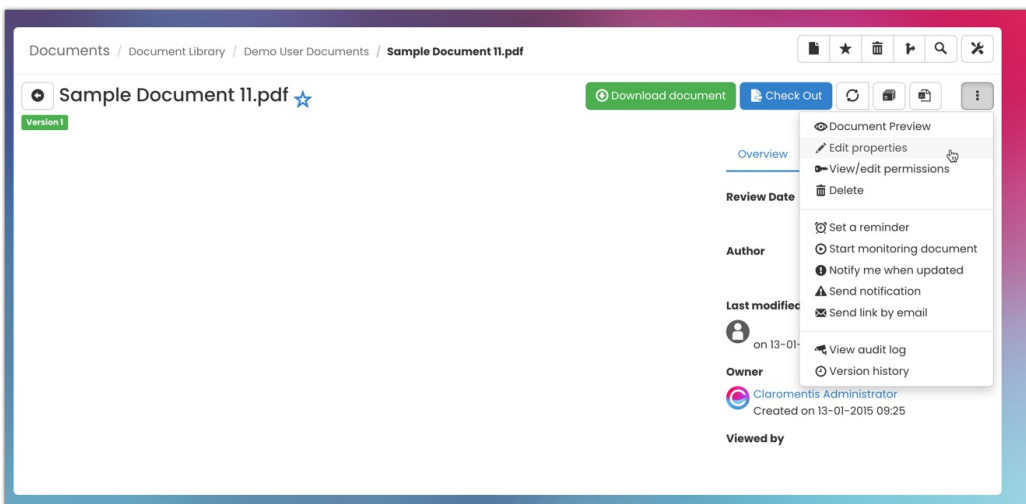 Documents / Document Library / Demo User Documents / Sample Document 11.pdf
Sample Document 11.pdf
Download document
Check Out
Version 1
Document Preview
Edit properties
View/edit permissions
Delete
Set a reminder
Start monitoring document
Notify me when updated
Send notification
Send link by email
View audit log
Version history
Overview
Review Date
Author
Last modified
on 13-01-
Owner
Claromentis Administrator
Created on 13-01-2015 09:25
Viewed by